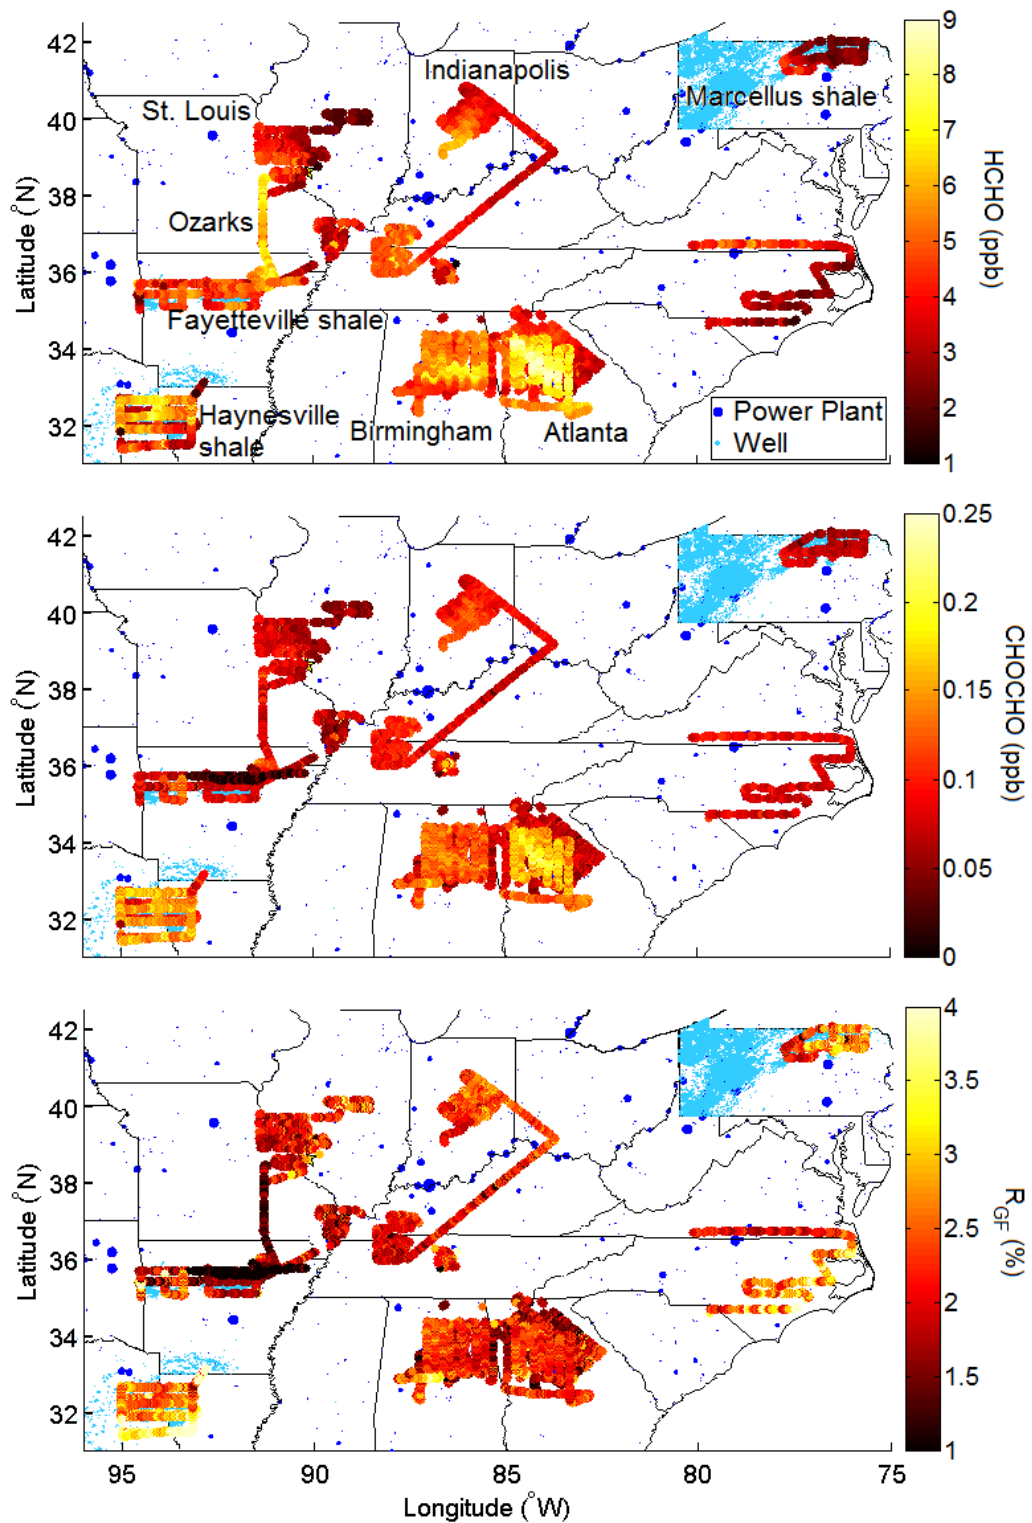 42
40
38
36
34
32
Latitude (°N)
Indianapolis
St. Louis
Marcellus shale
Ozarks
Fayetteville shale
Haynesville
shale
Birmingham
Atlanta
Power Plant
Well
9
8
7
6
5
4
3
2
1
HCHO (ppb)
42
40
38
36
34
32
Latitude (°N)
0.25
0.2
0.15
0.1
0.05
0
CHOCHO (ppb)
42
40
38
36
34
32
Latitude (°N)
4
3.5
3
2.5
2
1.5
1
RGF (%)
95
90
85
80
75
Longitude (°W)